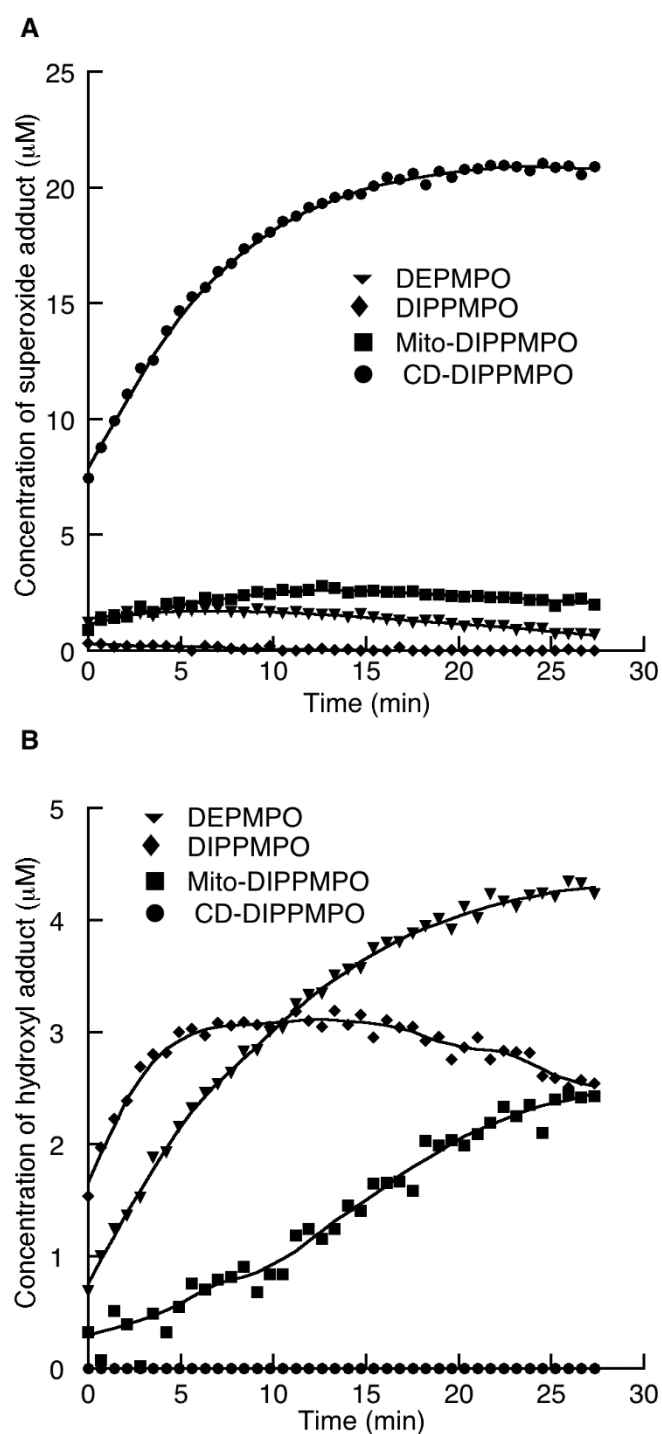 A
Concentration of superoxide adduct (μM)
25
20
15
10
5
0
DEPMPO
DIPPMPO
Mito-DIPPMPO
CD-DIPPMPO
0 5 10 15 20 25 30
Time (min)
B
Concentration of hydroxyl adduct (μM)
5
4
3
2
1
0
DEPMPO
DIPPMPO
Mito-DIPPMPO
CD-DIPPMPO
0 5 10 15 20 25 30
Time (min)